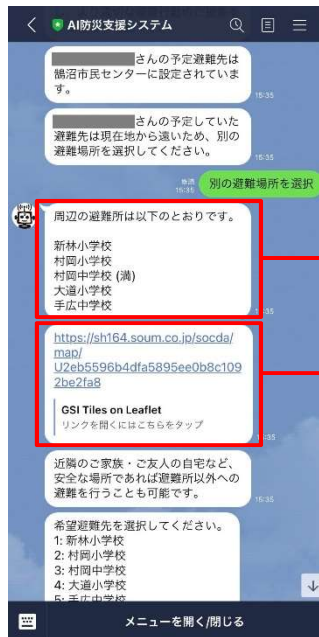 AI防災支援システム
さんの予定避難先は
鵠沼市民センターに設定されていま
す。
15:35
さんの予定していた
避難先は現在地から遠いため、別の
避難場所を選択してください。
15:35
既読
15:35
別の避難場所を選択
周辺の避難所は以下のとおりです。
新林小学校
村岡小学校
村岡中学校 (満)
大道小学校
手広中学校
15:35
https://sh164.soum.co.jp/socda/
map/
U2eb5596b4dfa5895ee0b8c109
2be2fa8
GSI Tiles on Leaflet
リンクを開くにはこちらをタップ
15:35
近隣のご家族・ご友人の自宅など、
安全な場所であれば避難所以外への
避難を行うことも可能です。
15:35
希望避難先を選択してください。
1: 新林小学校
2: 村岡小学校
3: 村岡中学校
4: 大道小学校
5: 手広中学校
メニューを開く/閉じる